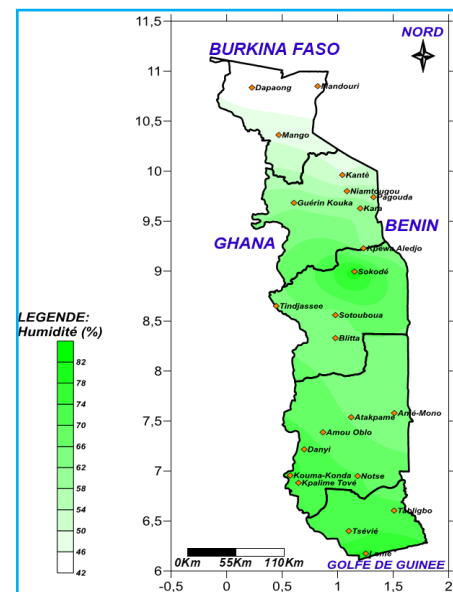 11,5
NORD
BURKINA FASO
11
Dapaong
Mandouri
10,5
Mango
10
Kantè
Niamtougou
Pagouda
Guérin Kouka
Kara
9,5
BENIN
GHANA
Kpewa Aledjo
9
Sokodé
Tindjassee
LEGENDE:
Humidité (%)
8,5
Sotouboua
Blitta
82
78
74
70
66
62
58
54
50
46
42
8
7,5
Atakpamé
Anié-Mono
Amou Oblo
Danyi
7
Kouma-Konda
Notse
Kpalime Tové
6,5
Tabligbo
Tsévié
Lomé
0Km 55Km 110Km
GOLFE DE GUINEE
6
-0,5 0 0,5 1 1,5 2